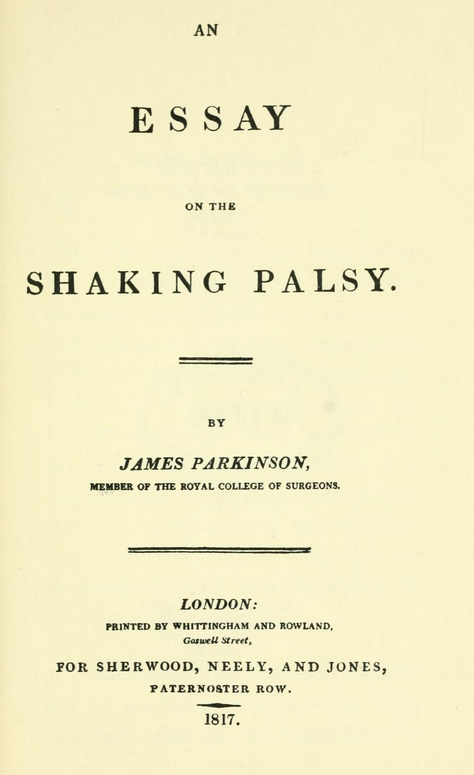 AN
ESSAY
ON THE
SHAKING PALSY.
BY
JAMES PARKINSON,
MEMBER OF THE ROYAL COLLEGE OF SURGEONS.
LONDON:
PRINTED BY WHITTINGHAM AND ROWLAND,
Goswell Street,
FOR SHERWOOD, NEELY, AND JONES,
PATERNOSTER ROW.
1817.